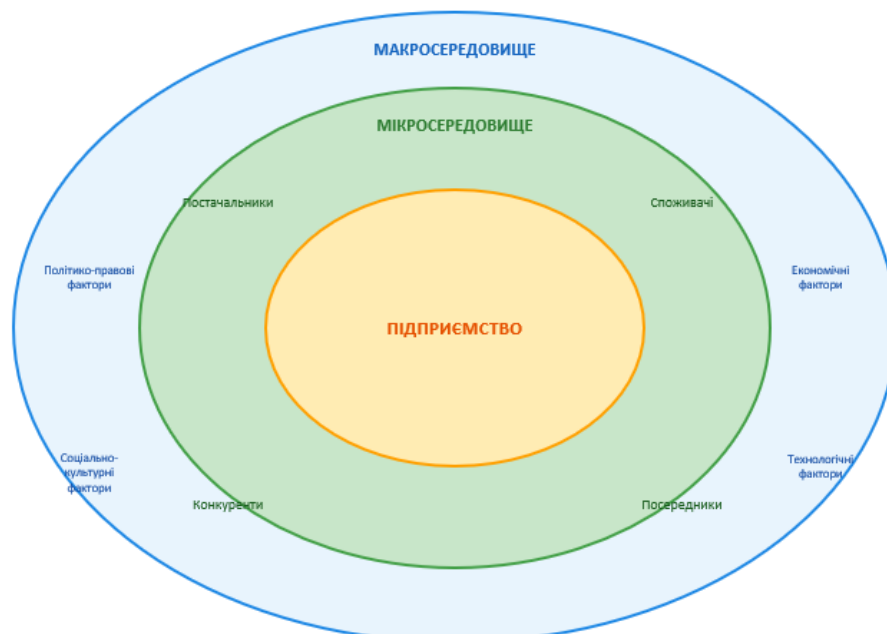 МАКРОСЕРЕДОВИЩЕ
МІКРОСЕРЕДОВИЩЕ
Постачальники
Споживачі
Політико-правові
фактори
Економічні
фактори
ПІДПРИЄМСТВО
Соціально-
культурні
фактори
Технологічні
фактори
Конкуренти
Посередники